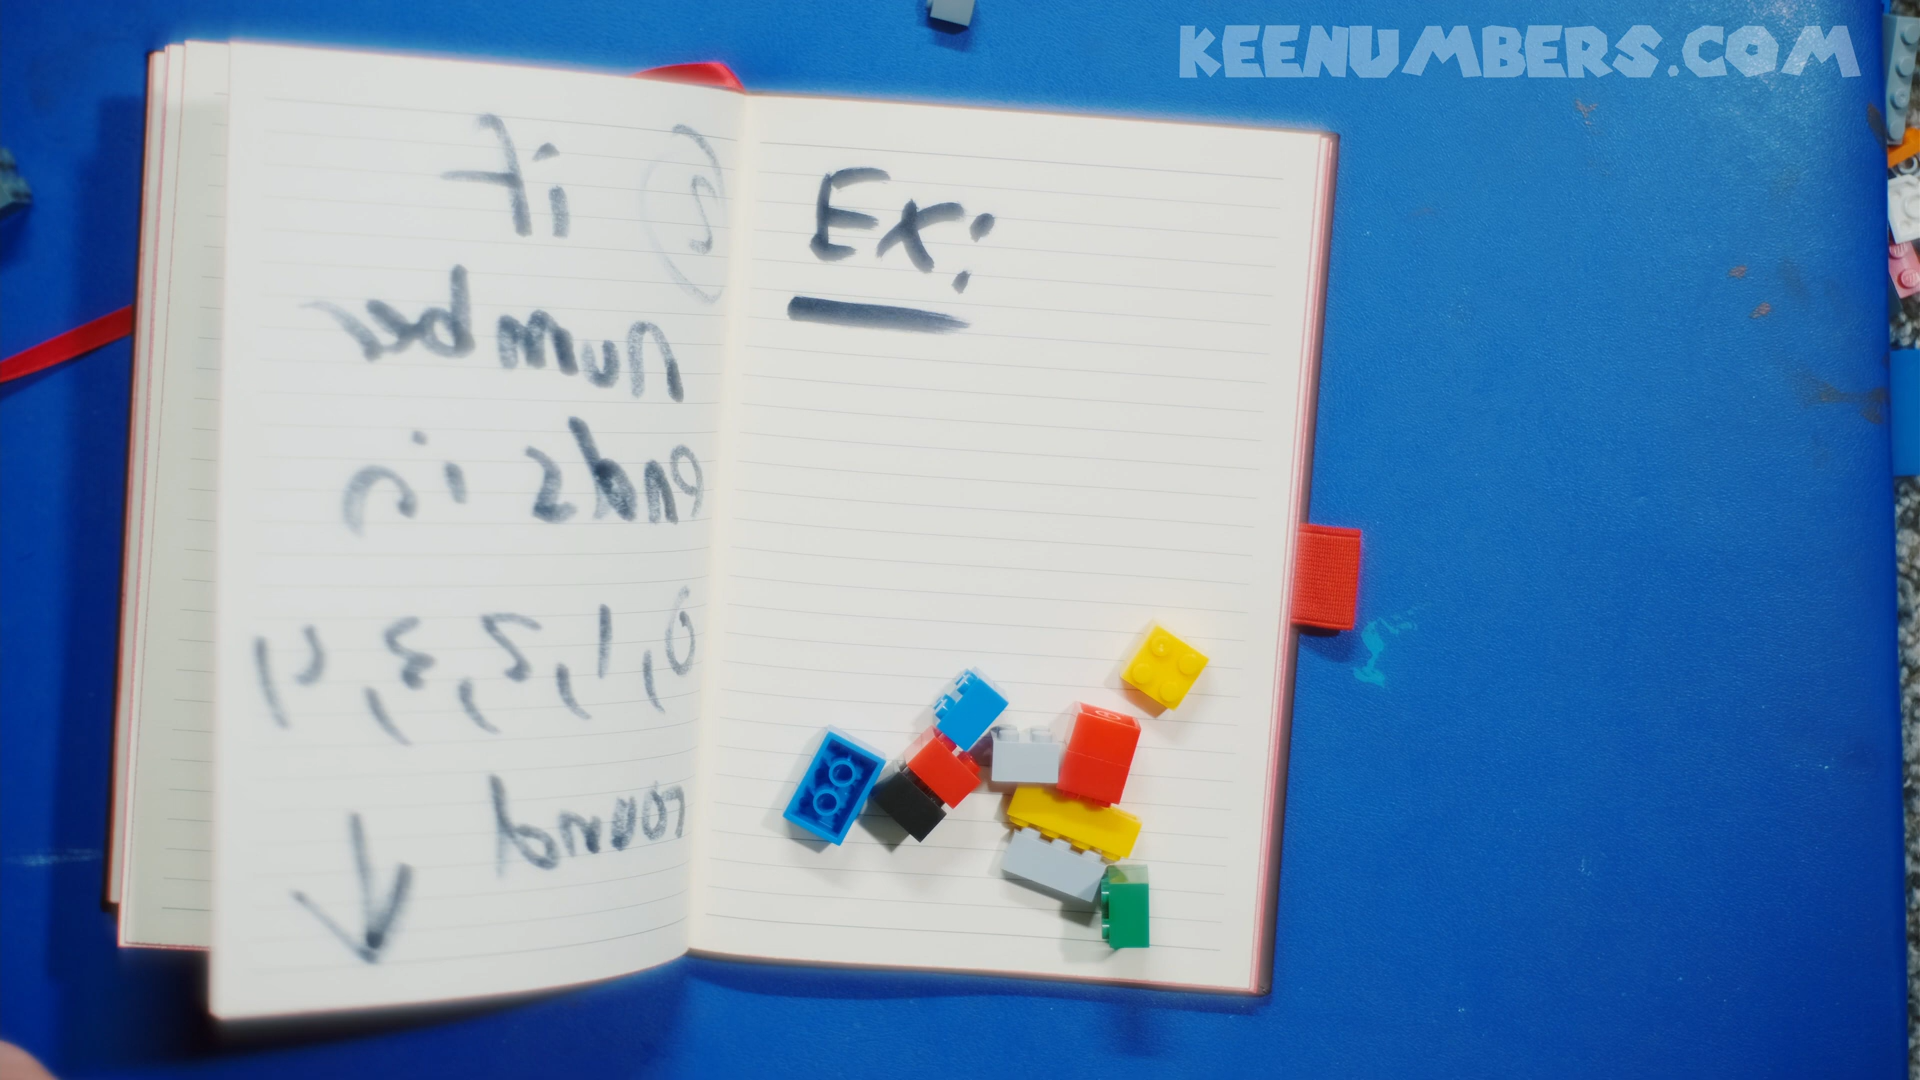 ② if
number
ends in
0, 1, 2, 3, 4,
round
↓
Ex:
KEENUMBERS.COM